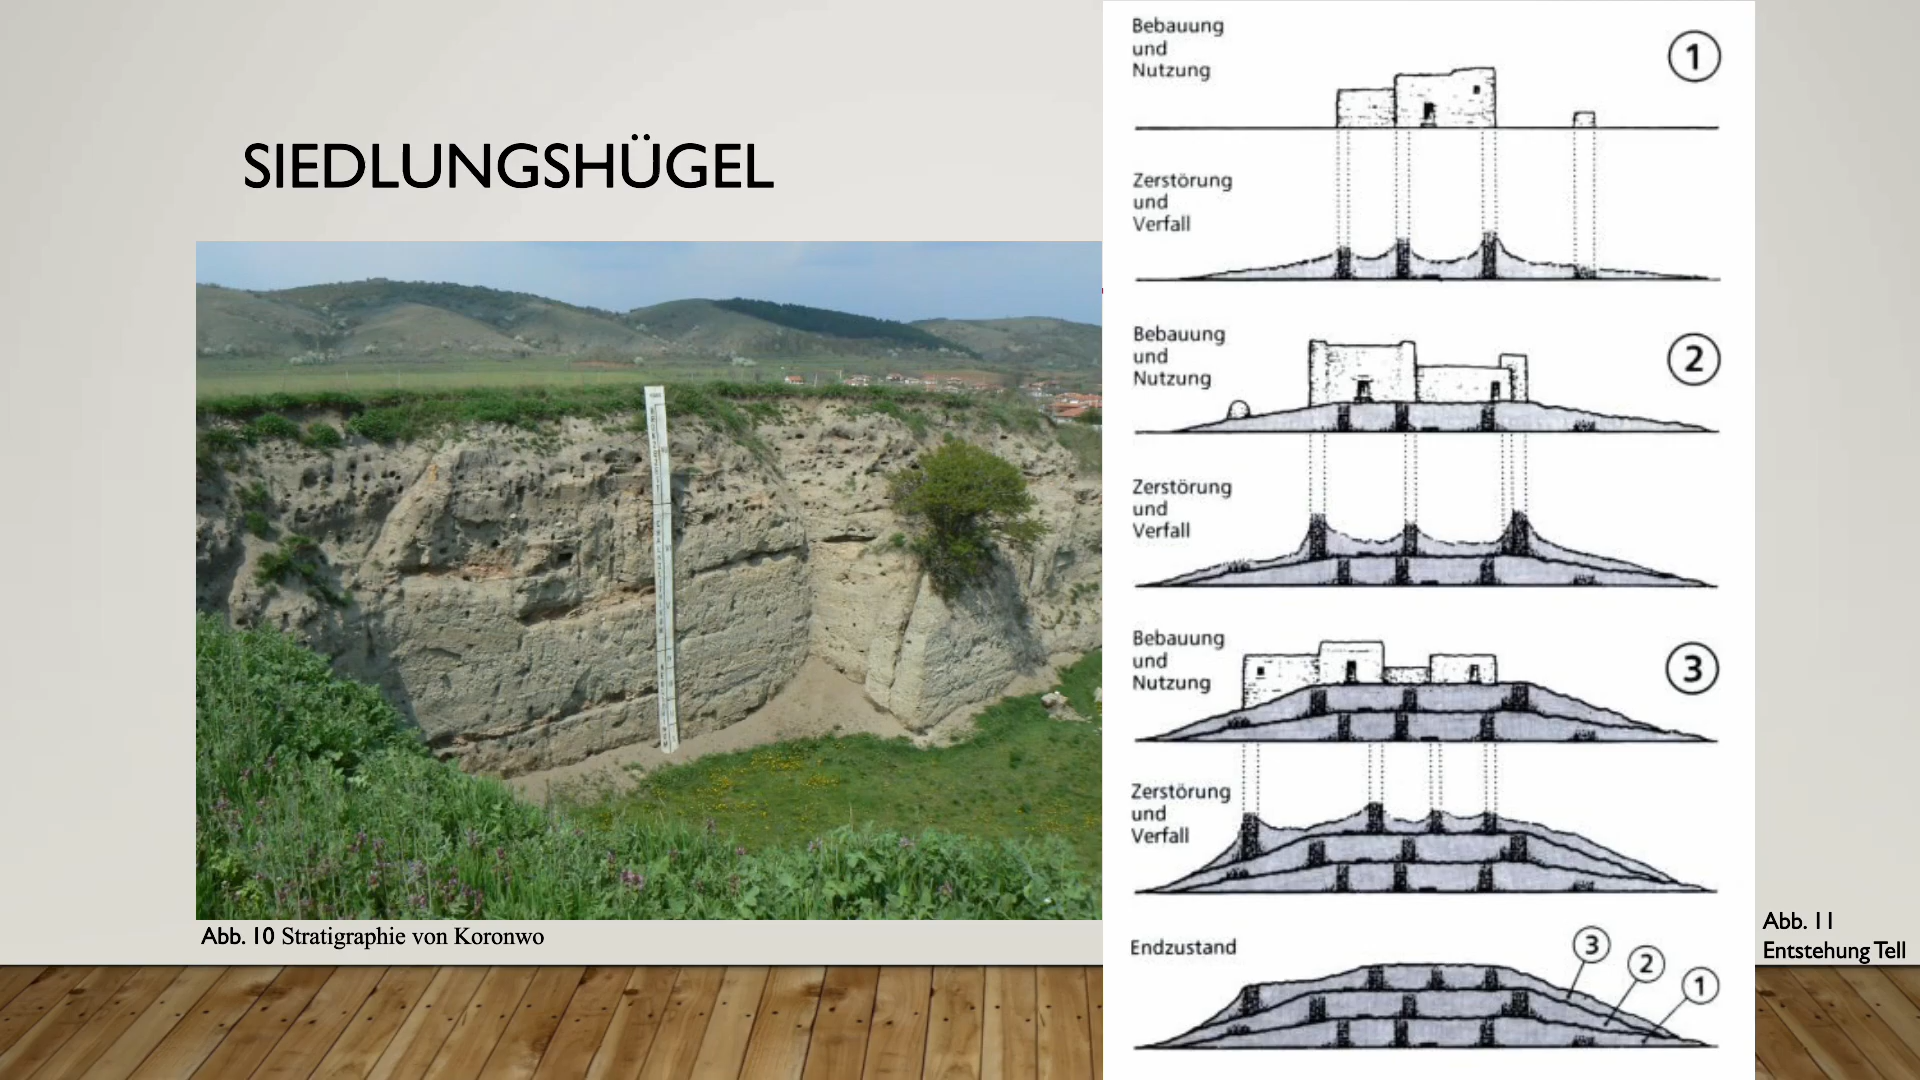 SIEDLUNGSHÜGEL
Abb. 10 Stratigraphie von Koronwo
Bebauung
und
Nutzung
1
Zerstörung
und
Verfall
Bebauung
und
Nutzung
2
Zerstörung
und
Verfall
Bebauung
und
Nutzung
3
Zerstörung
und
Verfall
Endzustand
3
2
1
Abb. 11
Entstehung Tell